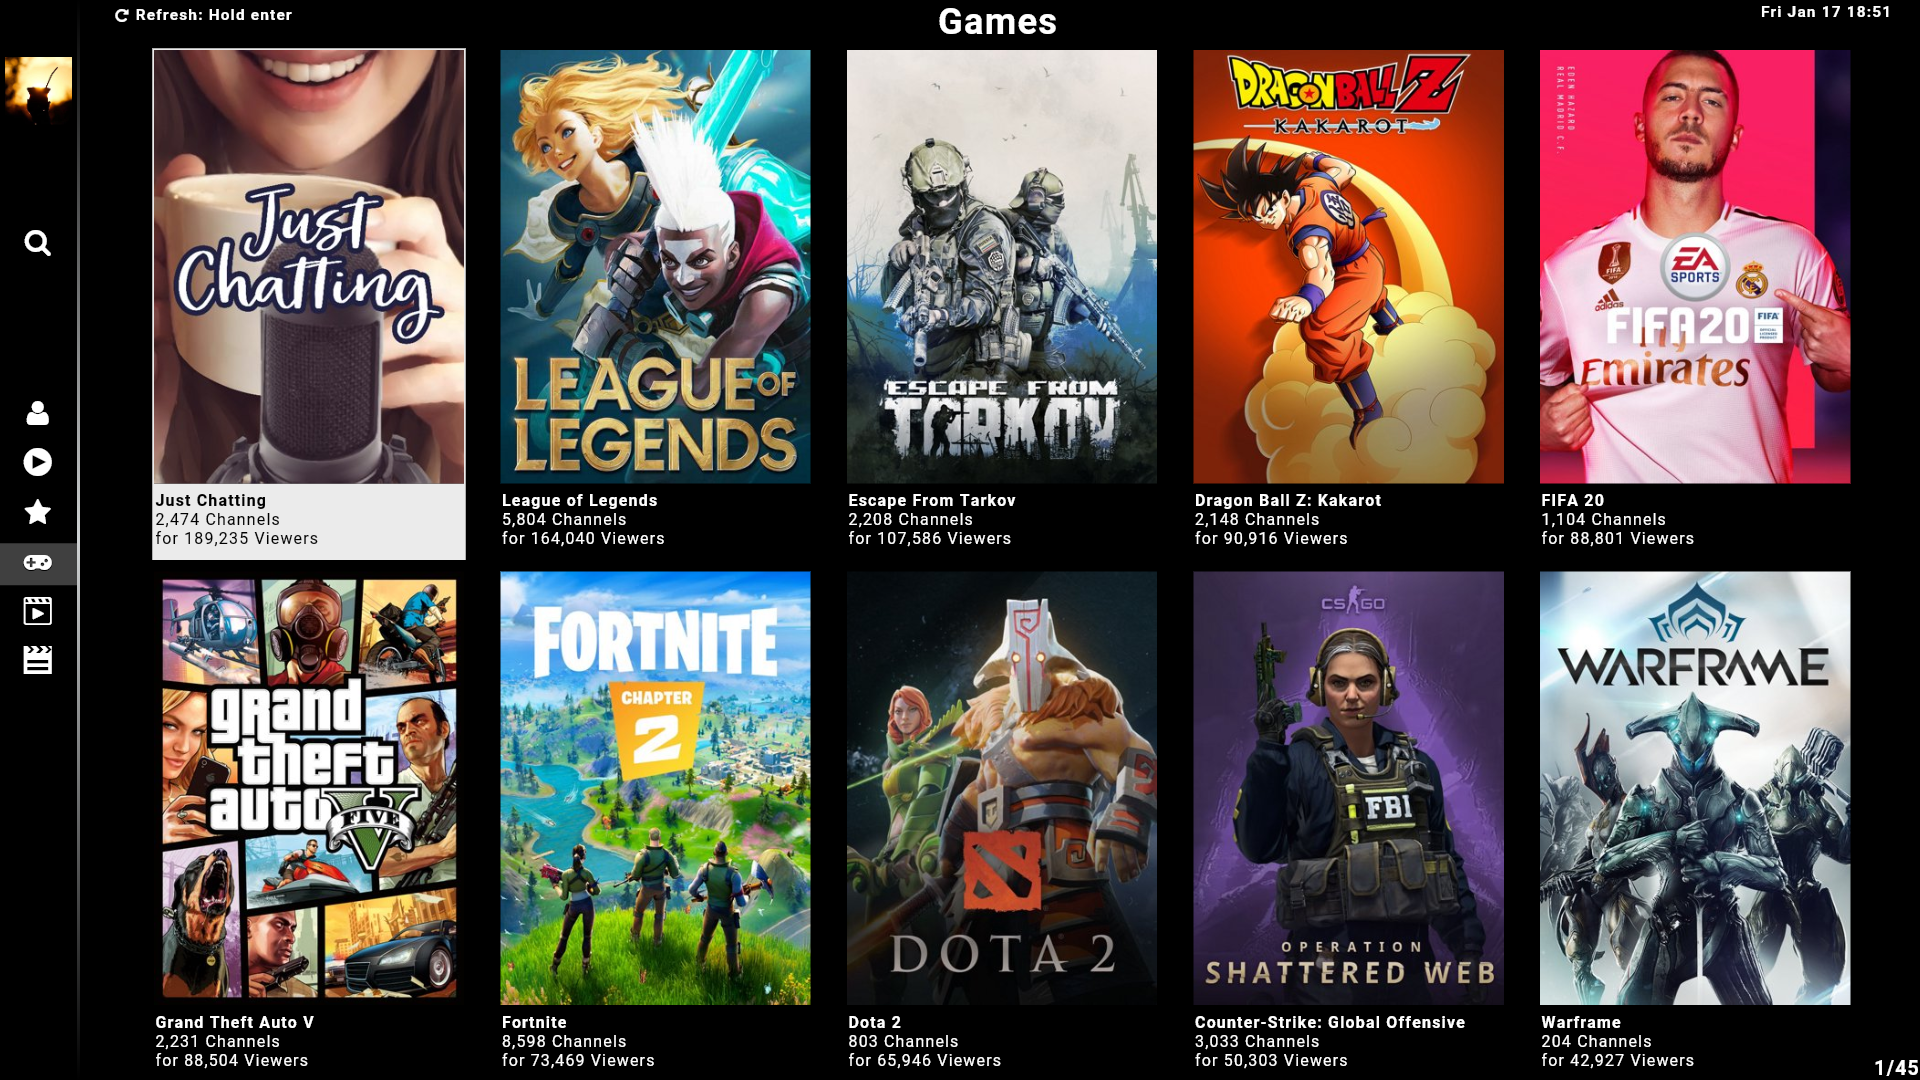 Refresh: Hold enter
Games
Fri Jan 17 18:51
Just
Chatting
LEAGUE OF
LEGENDS
ESCAPE FROM
TARKOV
DRAGON BALL Z
KAKAROT
EDEN HAZARD
REAL MADRID C.F.
EA
SPORTS
FIFA
adidas
FIFA 20
FIFA
Fly
Emirates
Just Chatting
2,474 Channels
for 189,235 Viewers
League of Legends
5,804 Channels
for 164,040 Viewers
Escape From Tarkov
2,208 Channels
for 107,586 Viewers
Dragon Ball Z: Kakarot
2,148 Channels
for 90,916 Viewers
FIFA 20
1,104 Channels
for 88,801 Viewers
grand
theft
auto
V
FIVE
FORTNITE
CHAPTER
2
DOTA 2
CS GO
FBI
OPERATION
SHATTERED WEB
WARFRAME
Grand Theft Auto V
2,231 Channels
for 88,504 Viewers
Fortnite
8,598 Channels
for 73,469 Viewers
Dota 2
803 Channels
for 65,946 Viewers
Counter-Strike: Global Offensive
3,033 Channels
for 50,303 Viewers
Warframe
204 Channels
for 42,927 Viewers
1/45